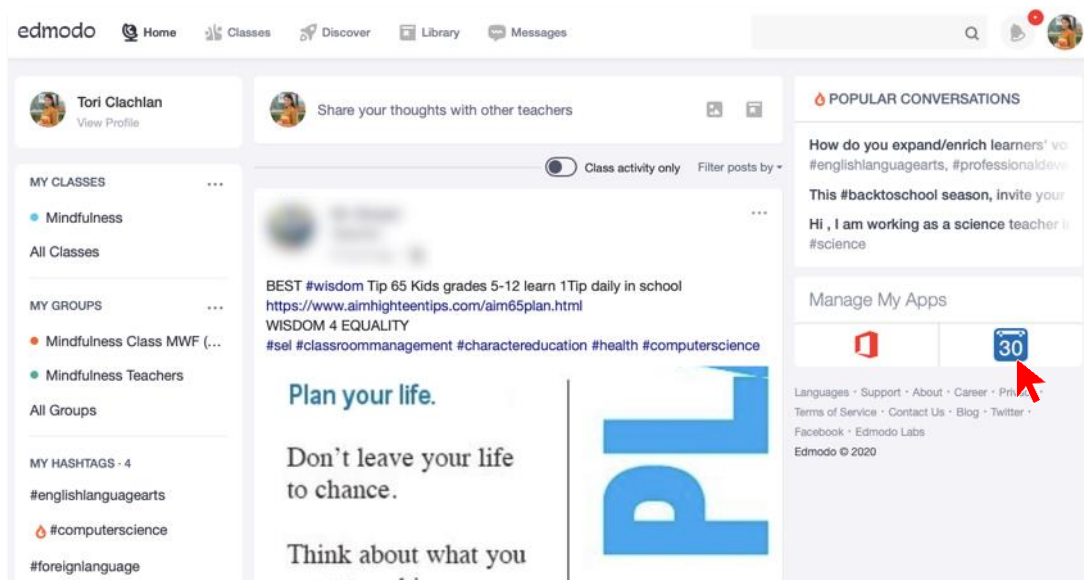 edmodo Home Classes Discover Library Messages
Tori Clachlan
View Profile
MY CLASSES ...
Mindfulness
All Classes
MY GROUPS ...
Mindfulness Class MWF (...
Mindfulness Teachers
All Groups
MY HASHTAGS · 4
#englishlanguagearts
#computerscience
#foreignlanguage
Share your thoughts with other teachers
Class activity only Filter posts by
BEST #wisdom Tip 65 Kids grades 5-12 learn 1Tip daily in school
https://www.aimhighteentips.com/aim65plan.html
WISDOM 4 EQUALITY
#sel #classroommanagement #charactereducation #health #computerscience
Plan your life.
Don't leave your life
to chance.
Think about what you
PL
POPULAR CONVERSATIONS
How do you expand/enrich learners' vo
#englishlanguagearts, #professionaldeve
This #backtoschool season, invite your
Hi , I am working as a science teacher
#science
Manage My Apps
30
Languages · Support · About · Career ·
Terms of Service · Contact Us · Blog · Twitter ·
Facebook · Edmodo Labs
Edmodo © 2020